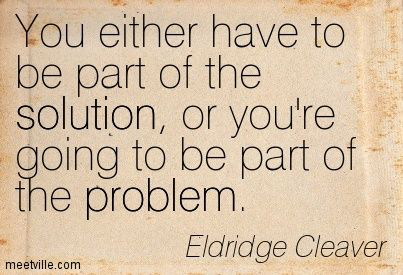 You either have to
be part of the
solution, or you're
going to be part of
the problem.
Eldridge Cleaver
meetville.com